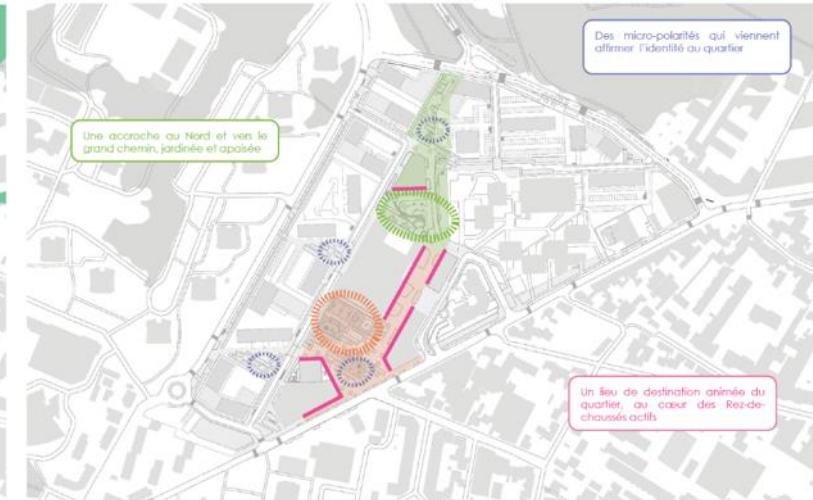 Des micro-polarités qui viennent
affirmer l'identité au quartier
Une accroche au Nord et vers le
grand chemin, jardinée et apaisée
Un lieu de destination animée du
quartier, au cœur des Rez-de-
chaussés actifs